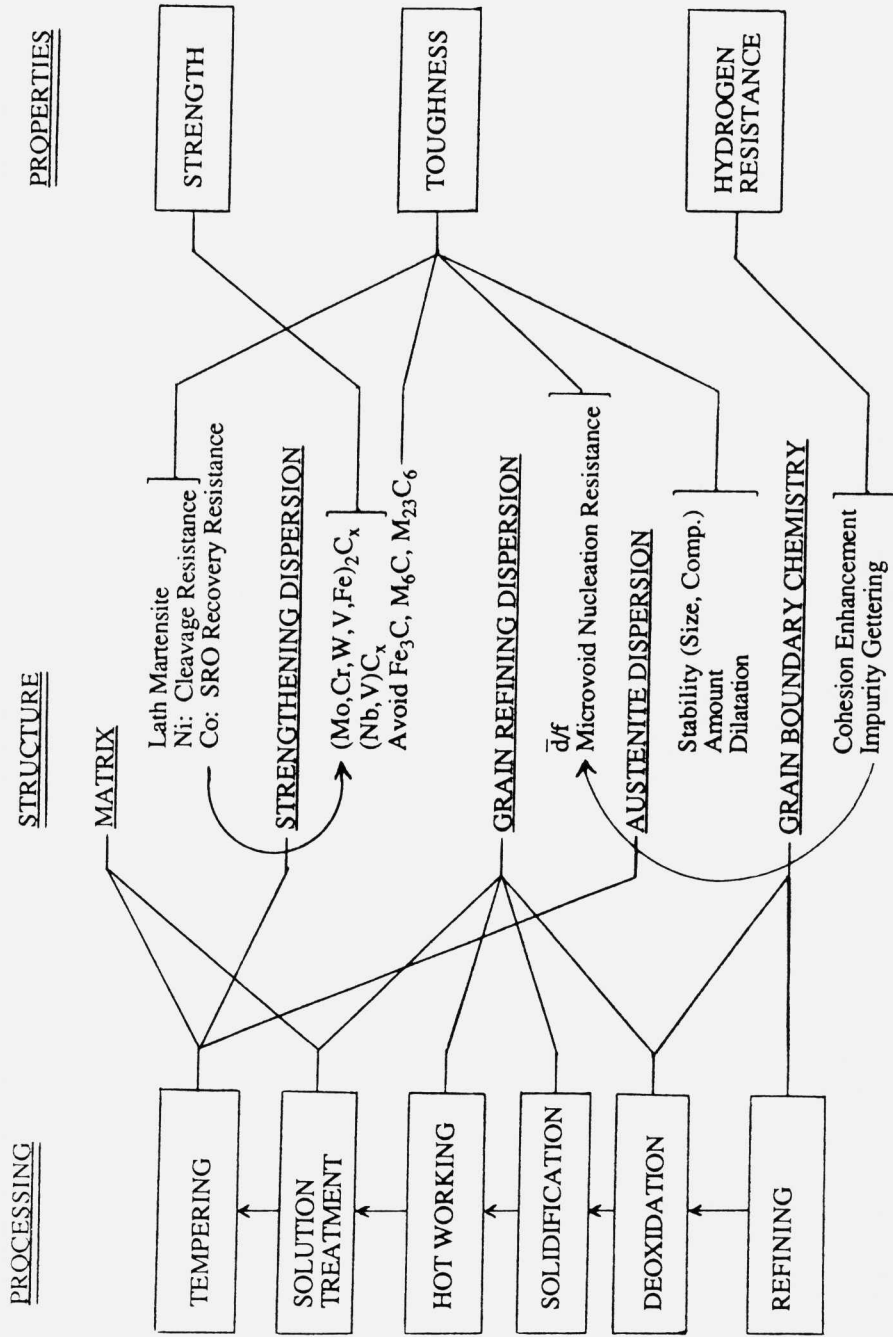 PROCESSING
TEMPERING
SOLUTION
TREATMENT
HOT WORKING
SOLIDIFICATION
DEOXIDATION
REFINING
STRUCTURE
MATRIX
Lath Martensite
Ni: Cleavage Resistance
Co: SRO Recovery Resistance
STRENGTHENING DISPERSION
(Mo,Cr,W,V,Fe)₂Cₓ
(Nb,V)Cₓ
Avoid Fe₃C, M₆C, M₂₃C₆
GRAIN REFINING DISPERSION
d̄/f
Microvoid Nucleation Resistance
AUSTENITE DISPERSION
Stability (Size, Comp.)
Amount
Dilatation
GRAIN BOUNDARY CHEMISTRY
Cohesion Enhancement
Impurity Gettering
PROPERTIES
STRENGTH
TOUGHNESS
HYDROGEN
RESISTANCE